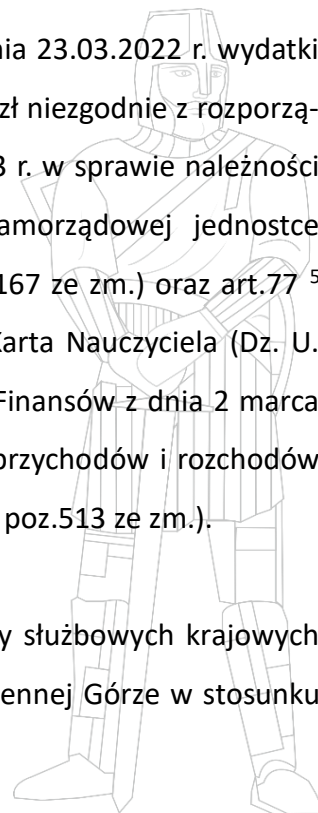 nia 23.03.2022 r. wydatki
zł niezgodnie z rozporzą-
3 r. w sprawie należności
amorządowej jednostce
167 ze zm.) oraz art.77 ⁵
Karta Nauczyciela (Dz. U.
Finansów z dnia 2 marca
przychodów i rozchodów
poz.513 ze zm.).
y służbowych krajowych
ennej Górze w stosunku